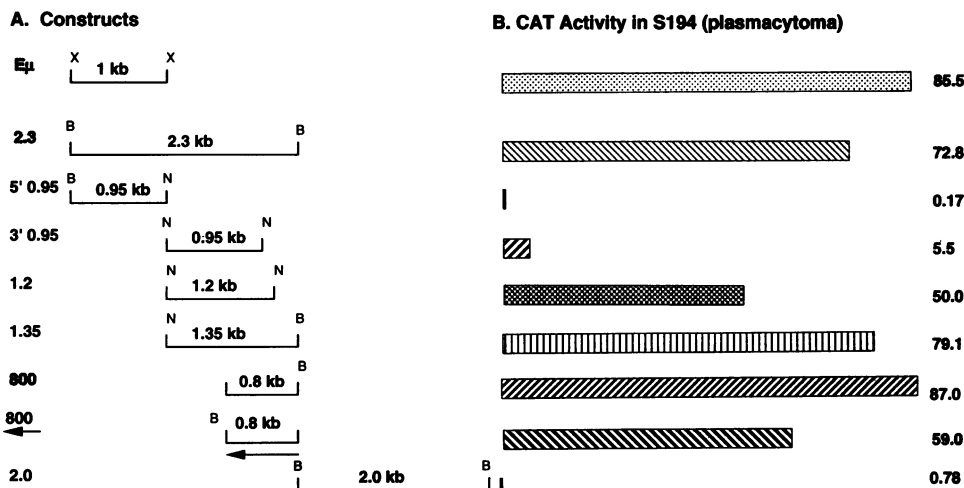 A. Constructs
B. CAT Activity in S194 (plasmacytoma)
Eμ
X X
1 kb
85.5
2.3
B B
2.3 kb
72.8
5' 0.95
B N
0.95 kb
0.17
3' 0.95
N N
0.95 kb
5.5
1.2
N N
1.2 kb
50.0
1.35
N B
1.35 kb
79.1
800
B
0.8 kb
87.0
800
B
0.8 kb
59.0
2.0
B B
2.0 kb
0.78